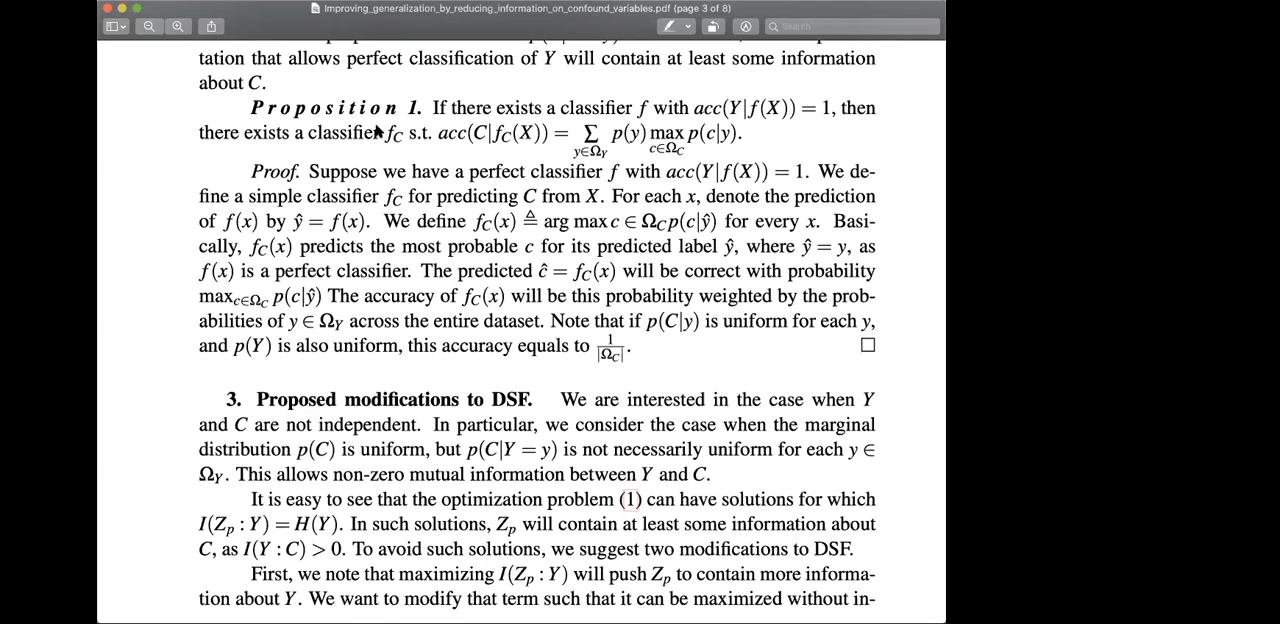 Improving_generalization_by_reducing_information_on_confound_variables.pdf (page 3 of 8)
Search
tation that allows perfect classification of Y will contain at least some information
about C.
Proposition 1. If there exists a classifier f with acc(Y|f(X)) = 1, then
there exists a classifier f_C s.t. acc(C|f_C(X)) = ∑_{y∈Ω_Y} p(y) max_{c∈Ω_C} p(c|y).
Proof. Suppose we have a perfect classifier f with acc(Y|f(X)) = 1. We de-
fine a simple classifier f_C for predicting C from X. For each x, denote the prediction
of f(x) by ŷ = f(x). We define f_C(x) ≜ arg max c ∈ Ω_C p(c|ŷ) for every x. Basi-
cally, f_C(x) predicts the most probable c for its predicted label ŷ, where ŷ = y, as
f(x) is a perfect classifier. The predicted ĉ = f_C(x) will be correct with probability
max_{c∈Ω_C} p(c|ŷ) The accuracy of f_C(x) will be this probability weighted by the prob-
abilities of y ∈ Ω_Y across the entire dataset. Note that if p(C|y) is uniform for each y,
and p(Y) is also uniform, this accuracy equals to 1/|Ω_C|. □
3. Proposed modifications to DSF. We are interested in the case when Y
and C are not independent. In particular, we consider the case when the marginal
distribution p(C) is uniform, but p(C|Y = y) is not necessarily uniform for each y ∈
Ω_Y. This allows non-zero mutual information between Y and C.
It is easy to see that the optimization problem (1) can have solutions for which
I(Z_p : Y) = H(Y). In such solutions, Z_p will contain at least some information about
C, as I(Y : C) > 0. To avoid such solutions, we suggest two modifications to DSF.
First, we note that maximizing I(Z_p : Y) will push Z_p to contain more informa-
tion about Y. We want to modify that term such that it can be maximized without in-